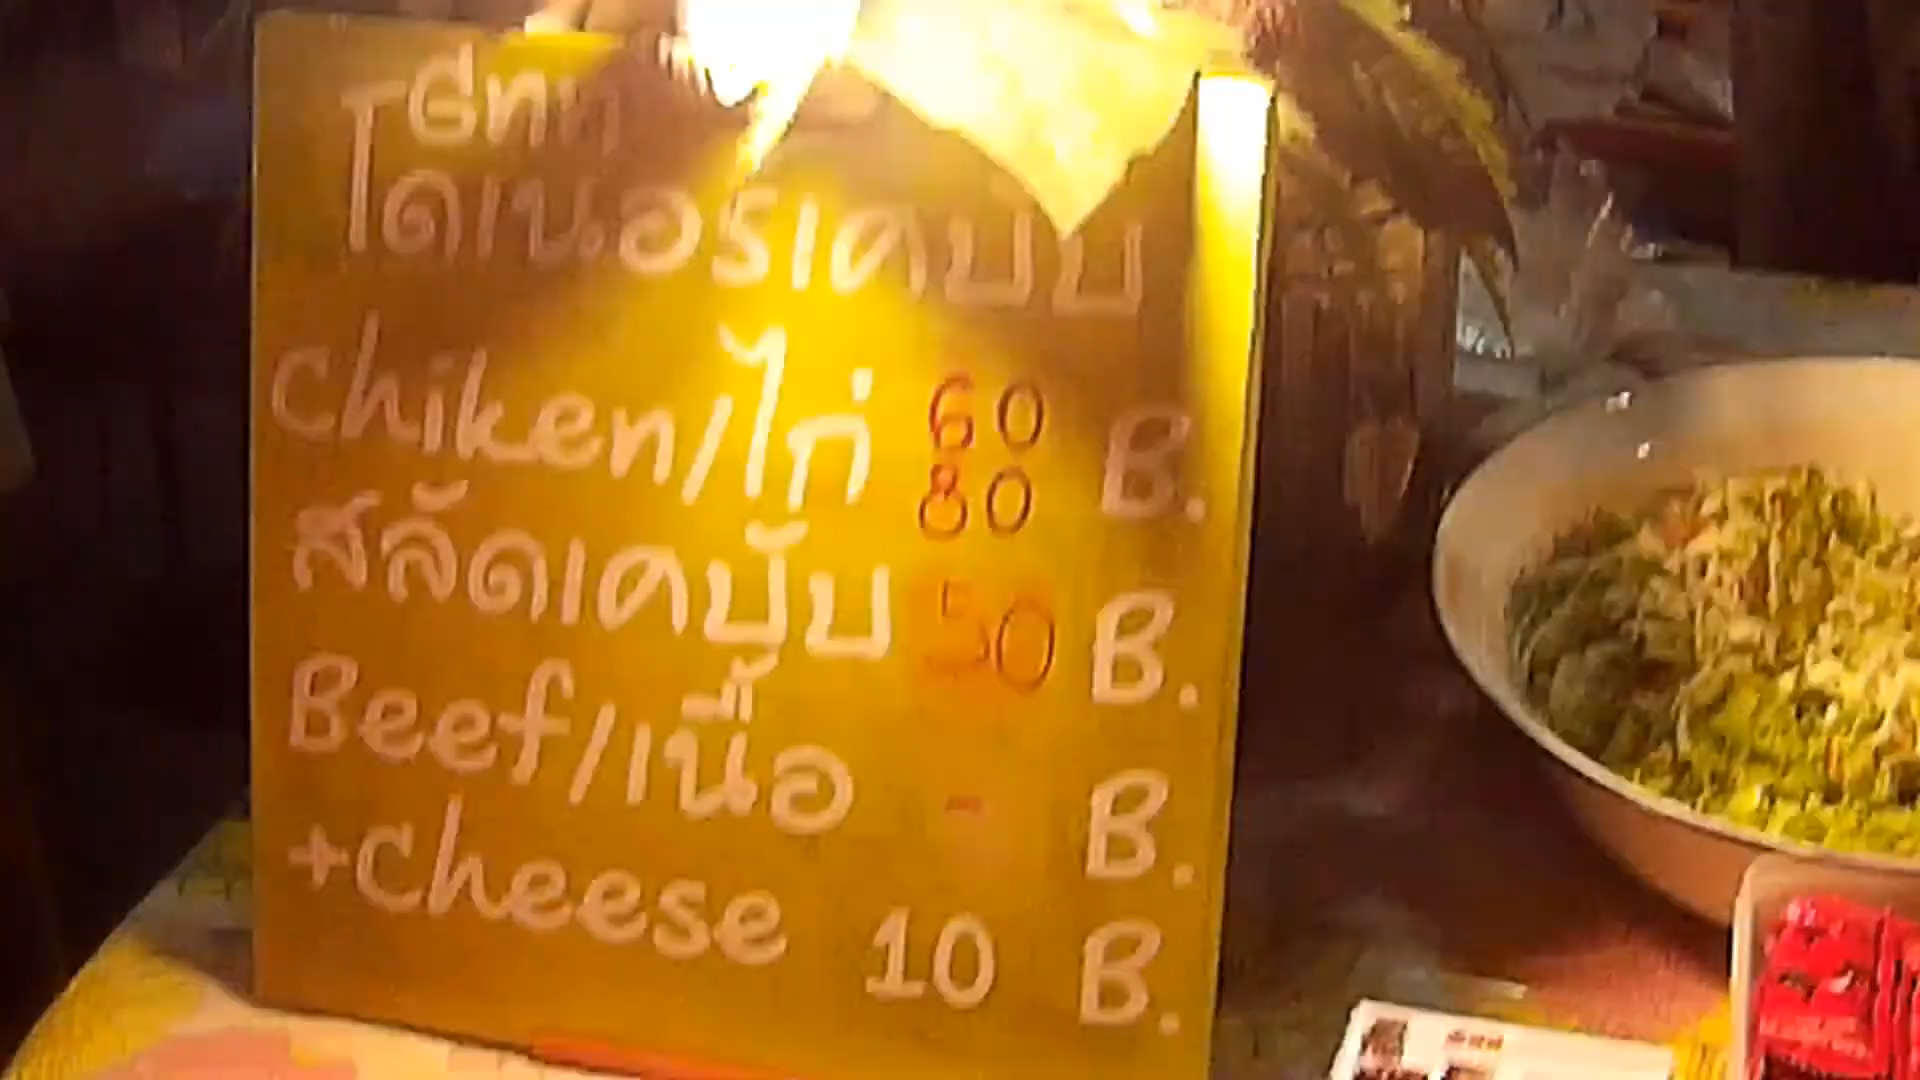 โดเนอร์เคบับ
Chiken/ไก่ 60 B.
80
สลัดเคบับ 50 B.
Beef/เนื้อ - B.
+Cheese 10 B.